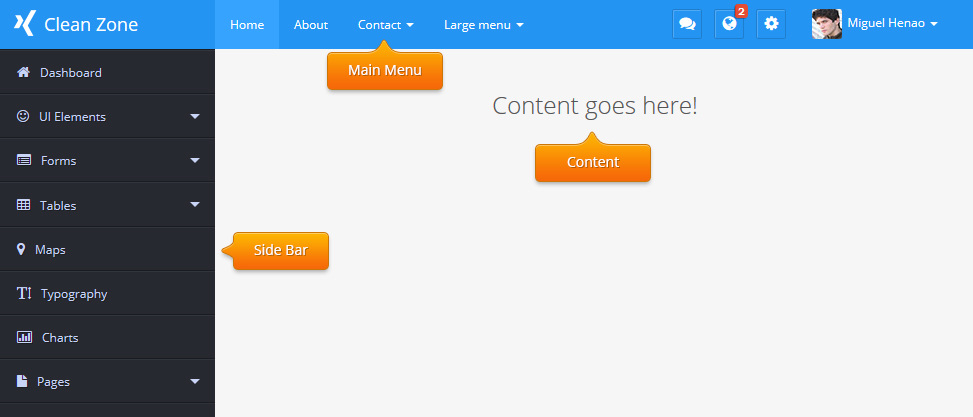 Clean Zone
Home
About
Contact
Large menu
2
Miguel Henao
Main Menu
Dashboard
UI Elements
Forms
Tables
Maps
Typography
Charts
Pages
Content goes here!
Content
Side Bar